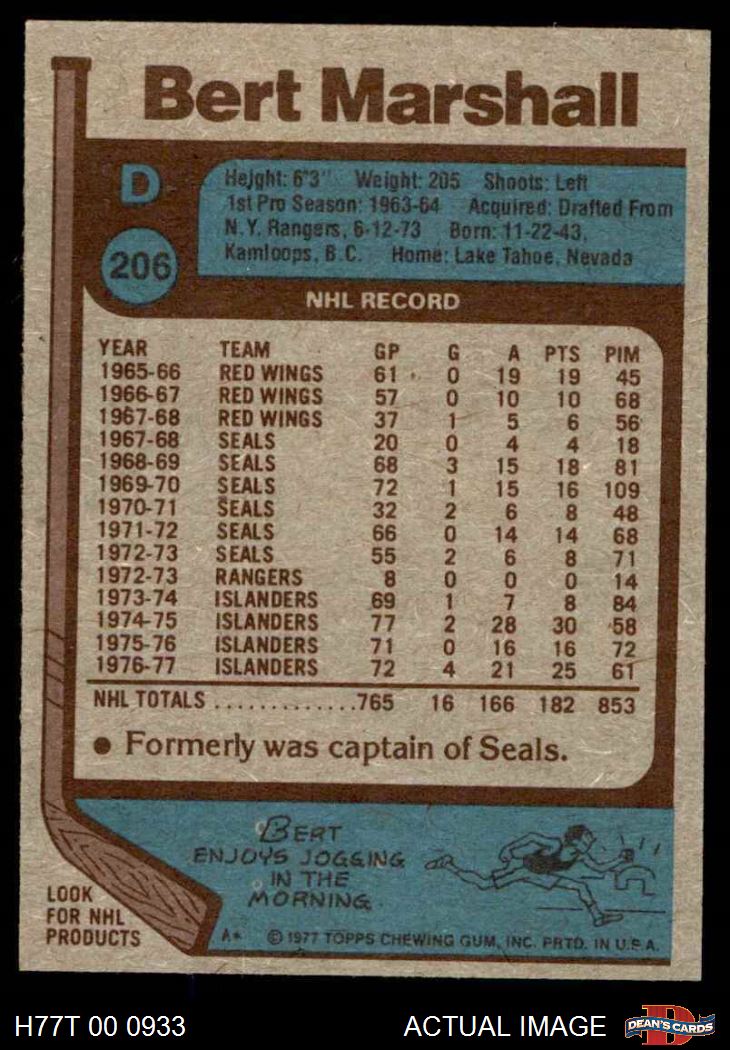 Bert Marshall
D
206
Height: 6'3" Weight: 205 Shoots: Left
1st Pro Season: 1963-64 Acquired: Drafted From
N.Y. Rangers, 6-12-73 Born: 11-22-43,
Kamloops, B.C. Home: Lake Tahoe, Nevada
NHL RECORD
YEAR TEAM GP G A PTS PIM
1965-66 RED WINGS 61 0 19 19 45
1966-67 RED WINGS 57 0 10 10 68
1967-68 RED WINGS 37 1 5 6 56
1967-68 SEALS 20 0 4 4 18
1968-69 SEALS 68 3 15 18 81
1969-70 SEALS 72 1 15 16 109
1970-71 SEALS 32 2 6 8 48
1971-72 SEALS 66 0 14 14 68
1972-73 SEALS 55 2 6 8 71
1972-73 RANGERS 8 0 0 0 14
1973-74 ISLANDERS 69 1 7 8 84
1974-75 ISLANDERS 77 2 28 30 58
1975-76 ISLANDERS 71 0 16 16 72
1976-77 ISLANDERS 72 4 21 25 61
NHL TOTALS .............765 16 166 182 853
● Formerly was captain of Seals.
BERT
ENJOYS JOGGING
IN THE
MORNING.
LOOK
FOR NHL
PRODUCTS
A* © 1977 TOPPS CHEWING GUM, INC. PRTD. IN U.S.A.
H77T 00 0933 ACTUAL IMAGE
D
DEAN'S CARDS